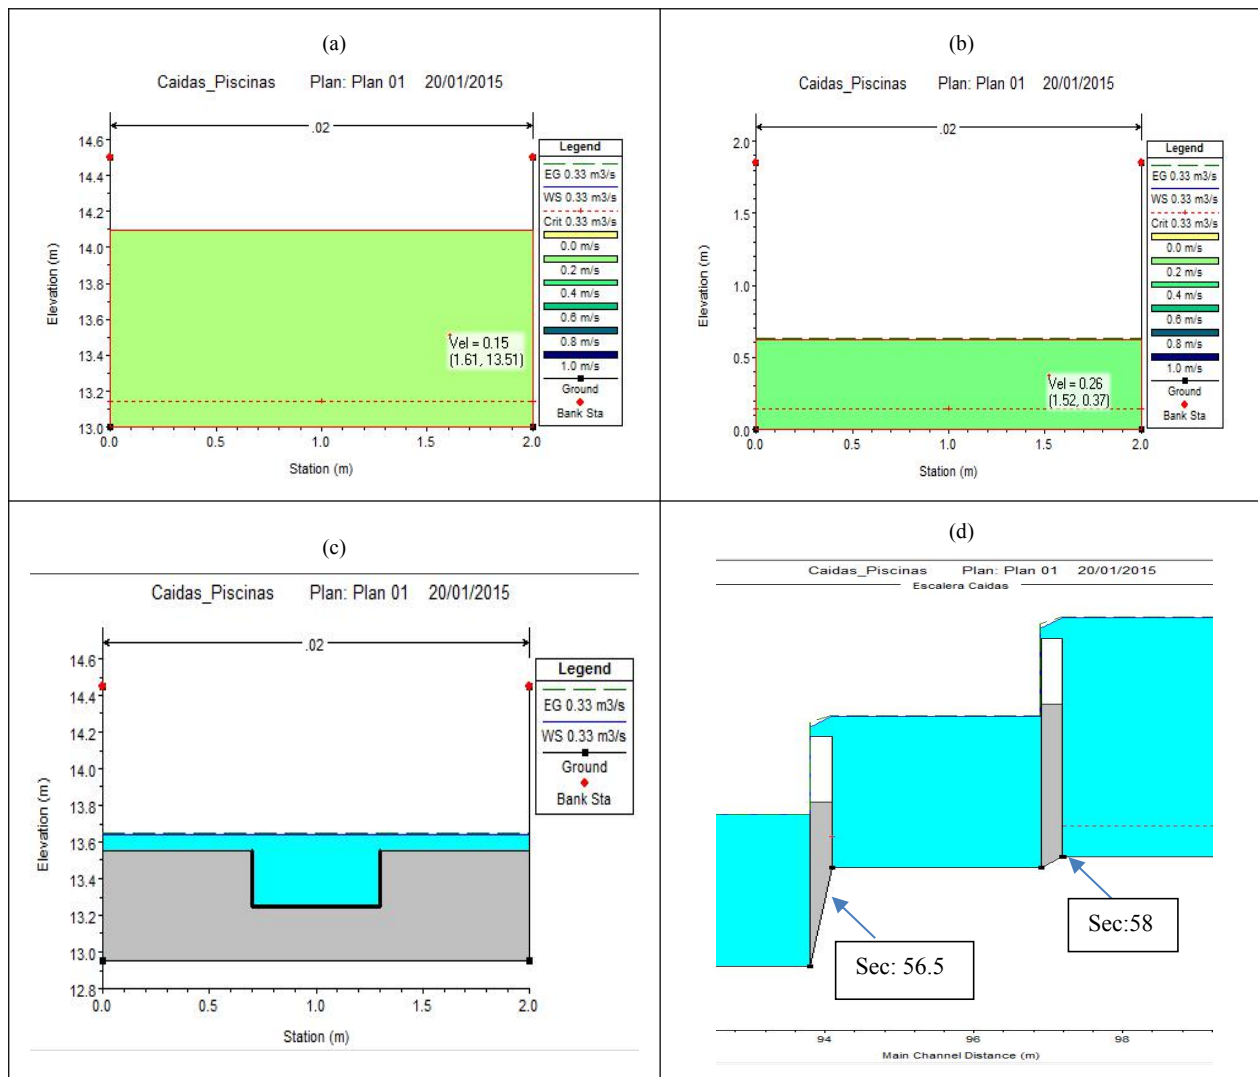 (a)
Caidas_Piscinas Plan: Plan 01 20/01/2015
.02
14.6
14.4
14.2
14.0
13.8
13.6
13.4
13.2
13.0
Elevation (m)
0.0 0.5 1.0 1.5 2.0
Station (m)
Vel = 0.15
(1.61, 13.51)
Legend
EG 0.33 m3/s
WS 0.33 m3/s
Crit 0.33 m3/s
0.0 m/s
0.2 m/s
0.4 m/s
0.6 m/s
0.8 m/s
1.0 m/s
Ground
Bank Sta
(b)
Caidas_Piscinas Plan: Plan 01 20/01/2015
.02
2.0
1.5
1.0
0.5
0.0
Elevation (m)
0.0 0.5 1.0 1.5 2.0
Station (m)
Vel = 0.26
(1.52, 0.37)
Legend
EG 0.33 m3/s
WS 0.33 m3/s
Crit 0.33 m3/s
0.0 m/s
0.2 m/s
0.4 m/s
0.6 m/s
0.8 m/s
1.0 m/s
Ground
Bank Sta
(c)
Caidas_Piscinas Plan: Plan 01 20/01/2015
.02
14.6
14.4
14.2
14.0
13.8
13.6
13.4
13.2
13.0
12.8
Elevation (m)
0.0 0.5 1.0 1.5 2.0
Station (m)
Legend
EG 0.33 m3/s
WS 0.33 m3/s
Ground
Bank Sta
(d)
Caidas_Piscinas Plan: Plan 01 20/01/2015
Escalera Caidas
Sec:58
Sec: 56.5
94 96 98
Main Channel Distance (m)